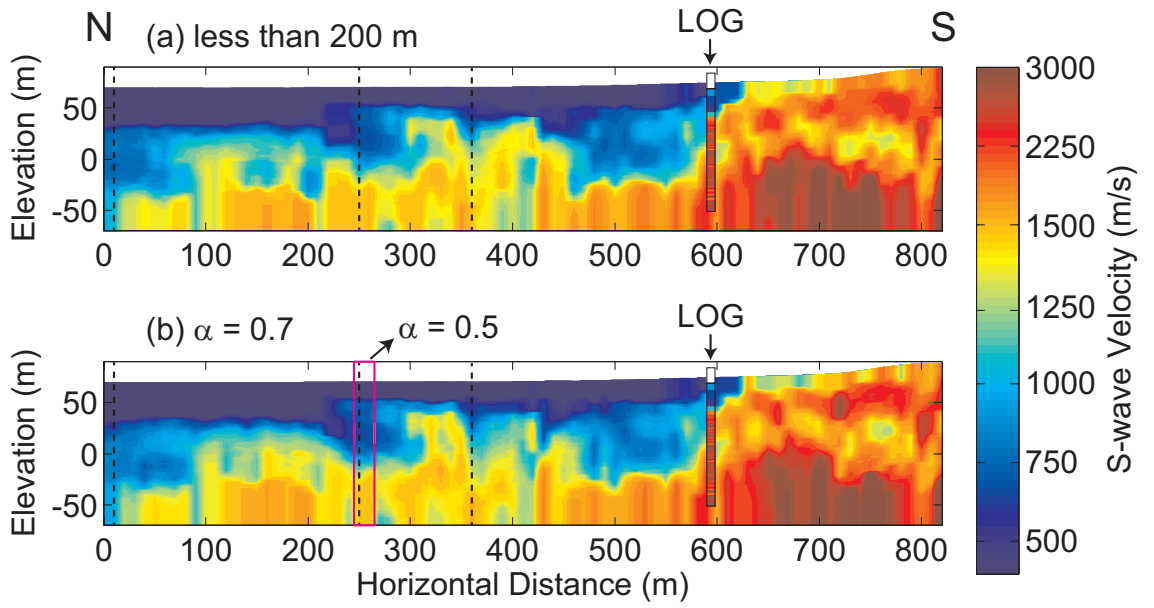 N (a) less than 200 m LOG S
Elevation (m)
50
0
-50
0 100 200 300 400 500 600 700 800
(b) α = 0.7 α = 0.5 LOG
Elevation (m)
50
0
-50
0 100 200 300 400 500 600 700 800
Horizontal Distance (m)
3000
2250
1500
1250
1000
750
500
S-wave Velocity (m/s)